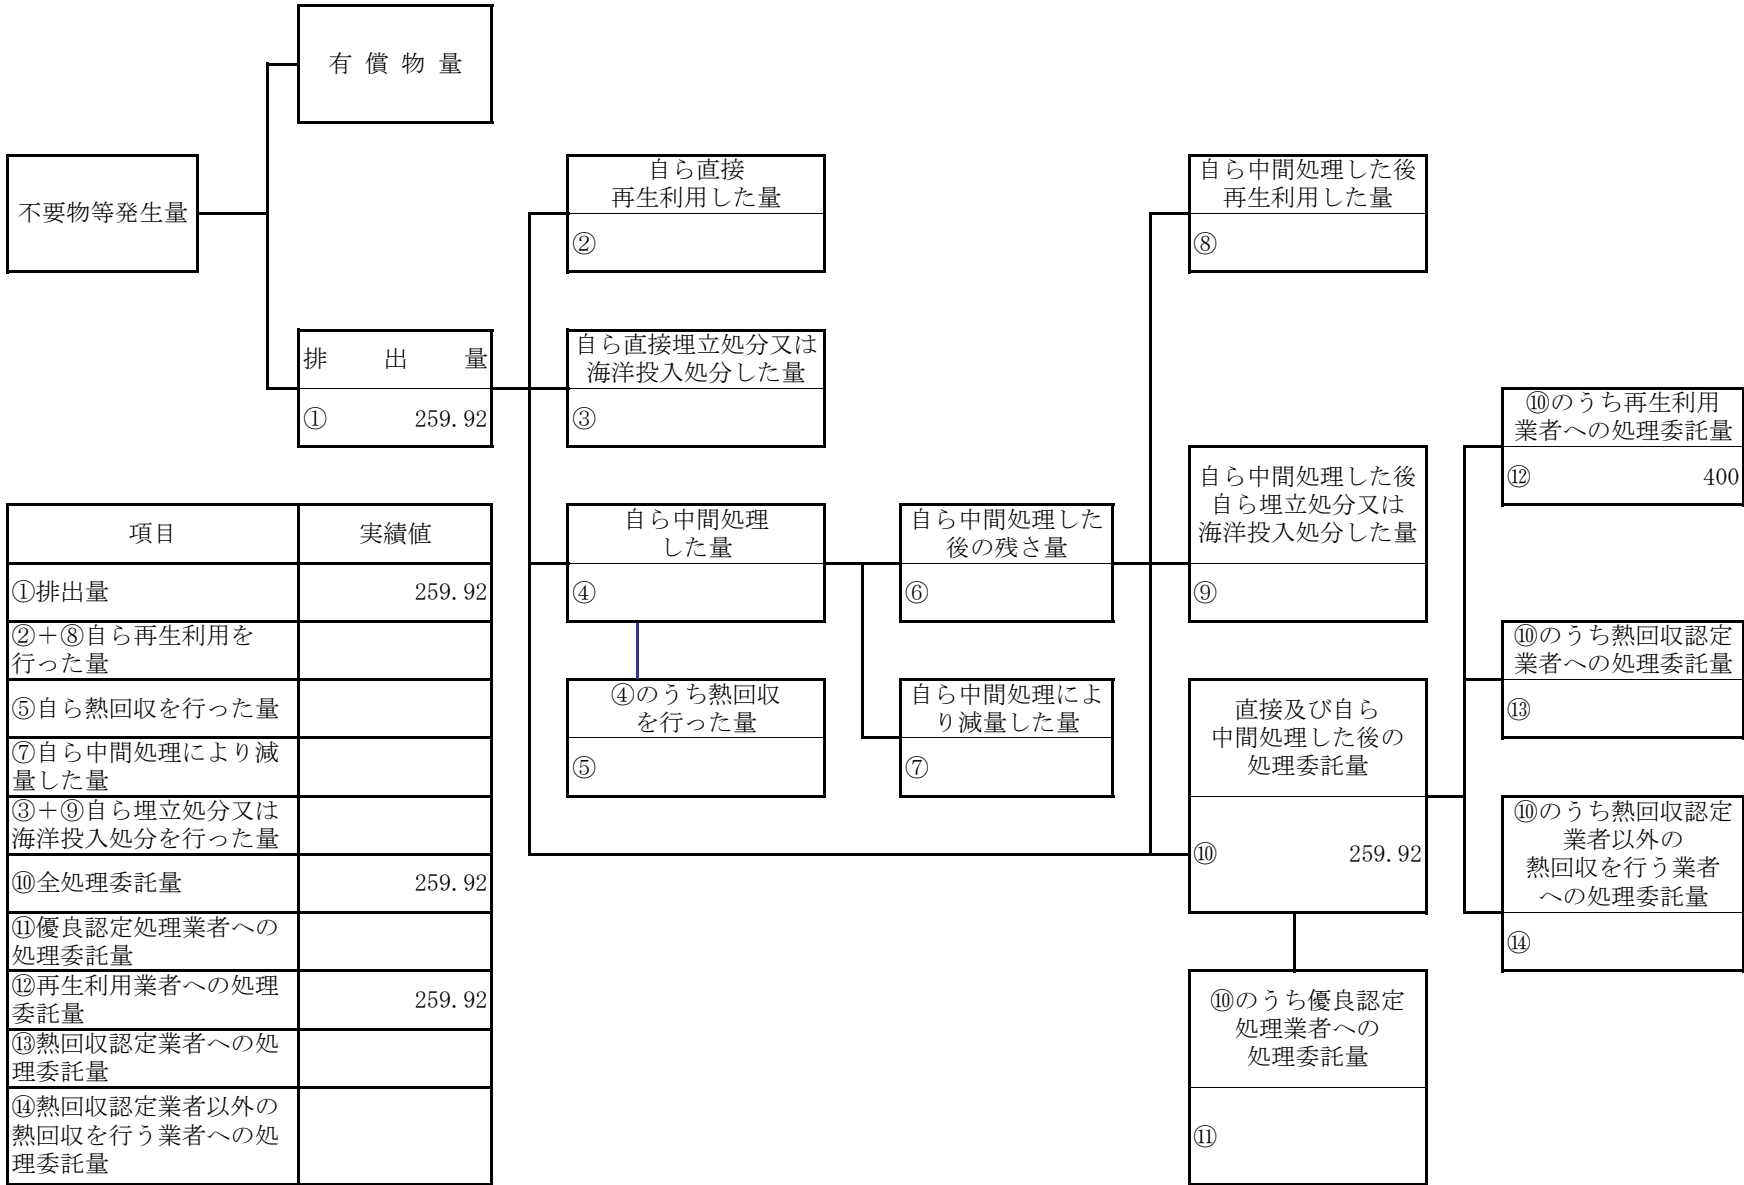 有償物量
不要物等発生量
自ら直接
再生利用した量
②
自ら中間処理した後
再生利用した量
⑧
排出量
① 259.92
自ら直接埋立処分又は
海洋投入処分した量
③
⑩のうち再生利用
業者への処理委託量
⑫ 400
自ら中間処理
した量
④
自ら中間処理した
後の残さ量
⑥
自ら中間処理した後
自ら埋立処分又は
海洋投入処分した量
⑨
⑩のうち熱回収認定
業者への処理委託量
⑬
④のうち熱回収
を行った量
⑤
自ら中間処理によ
り減量した量
⑦
直接及び自ら
中間処理した後の
処理委託量
⑩ 259.92
⑩のうち熱回収認定
業者以外の
熱回収を行う業者
への処理委託量
⑭
⑩のうち優良認定
処理業者への
処理委託量
⑪
項目 実績値
①排出量 259.92
②+⑧自ら再生利用を
行った量
⑤自ら熱回収を行った量
⑦自ら中間処理により減
量した量
③+⑨自ら埋立処分又は
海洋投入処分を行った量
⑩全処理委託量 259.92
⑪優良認定処理業者への
処理委託量
⑫再生利用業者への処理
委託量 259.92
⑬熱回収認定業者への処
理委託量
⑭熱回収認定業者以外の
熱回収を行う業者への処
理委託量